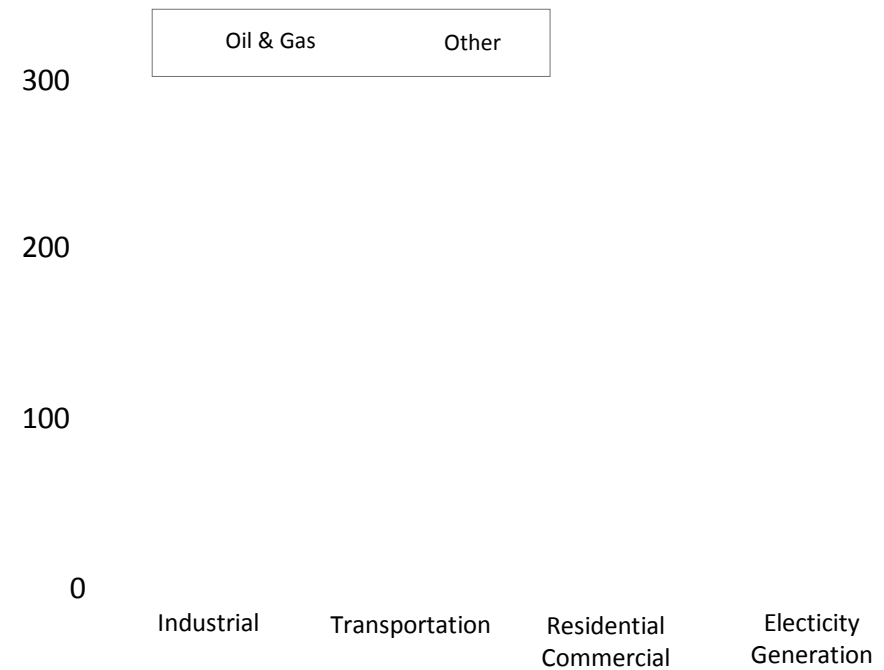 Oil & Gas Other
300
200
100
0
Industrial Transportation Residential Commercial Electicity Generation